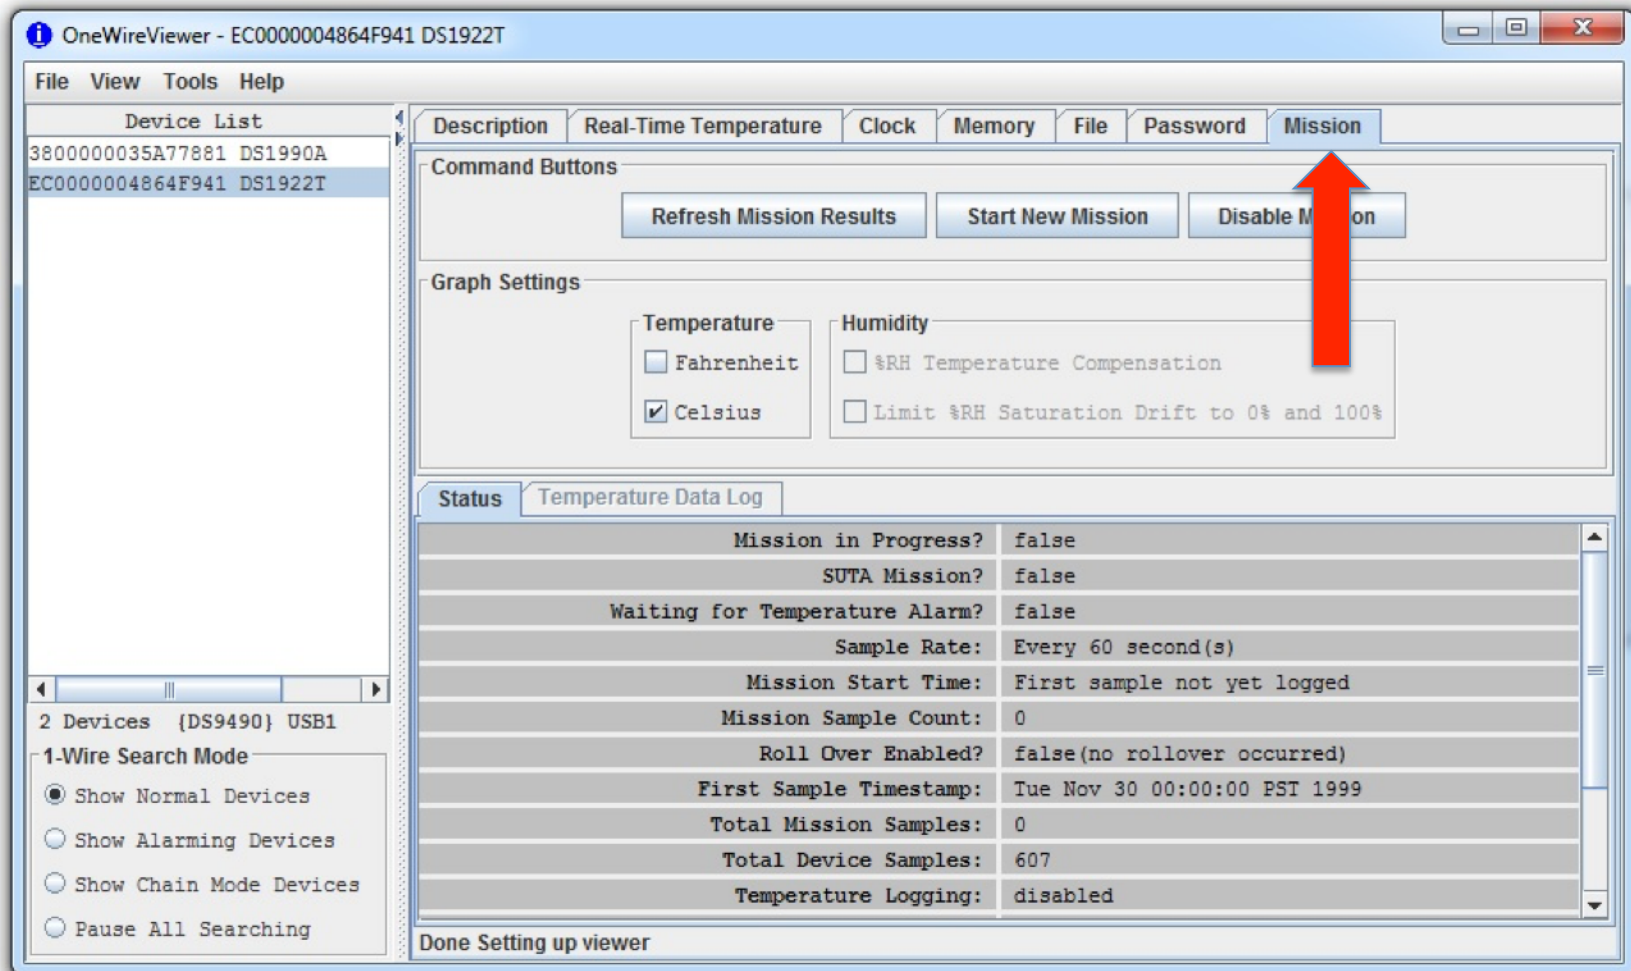 OneWireViewer - EC0000004864F941 DS1922T
File View Tools Help
Device List
3800000035A77881 DS1990A
EC0000004864F941 DS1922T
2 Devices {DS9490} USB1
1-Wire Search Mode
Show Normal Devices
Show Alarming Devices
Show Chain Mode Devices
Pause All Searching
Description Real-Time Temperature Clock Memory File Password Mission
Command Buttons
Refresh Mission Results Start New Mission Disable M on
Graph Settings
Temperature
Fahrenheit
Celsius
Humidity
%RH Temperature Compensation
Limit %RH Saturation Drift to 0% and 100%
Status Temperature Data Log
Mission in Progress? false
SUTA Mission? false
Waiting for Temperature Alarm? false
Sample Rate: Every 60 second(s)
Mission Start Time: First sample not yet logged
Mission Sample Count: 0
Roll Over Enabled? false(no rollover occurred)
First Sample Timestamp: Tue Nov 30 00:00:00 PST 1999
Total Mission Samples: 0
Total Device Samples: 607
Temperature Logging: disabled
Done Setting up viewer